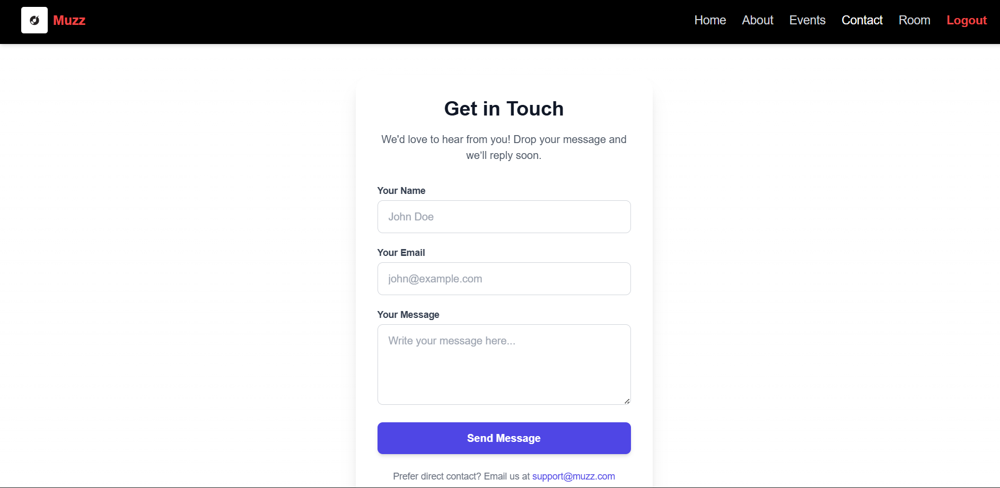 Muzz
Home About Events Contact Room Logout
Get in Touch
We'd love to hear from you! Drop your message and
we’ll reply soon.
Your Name
John Doe
Your Email
john@example.com
Your Message
Write your message here...
Send Message
Prefer direct contact? Email us at support@muzz.com